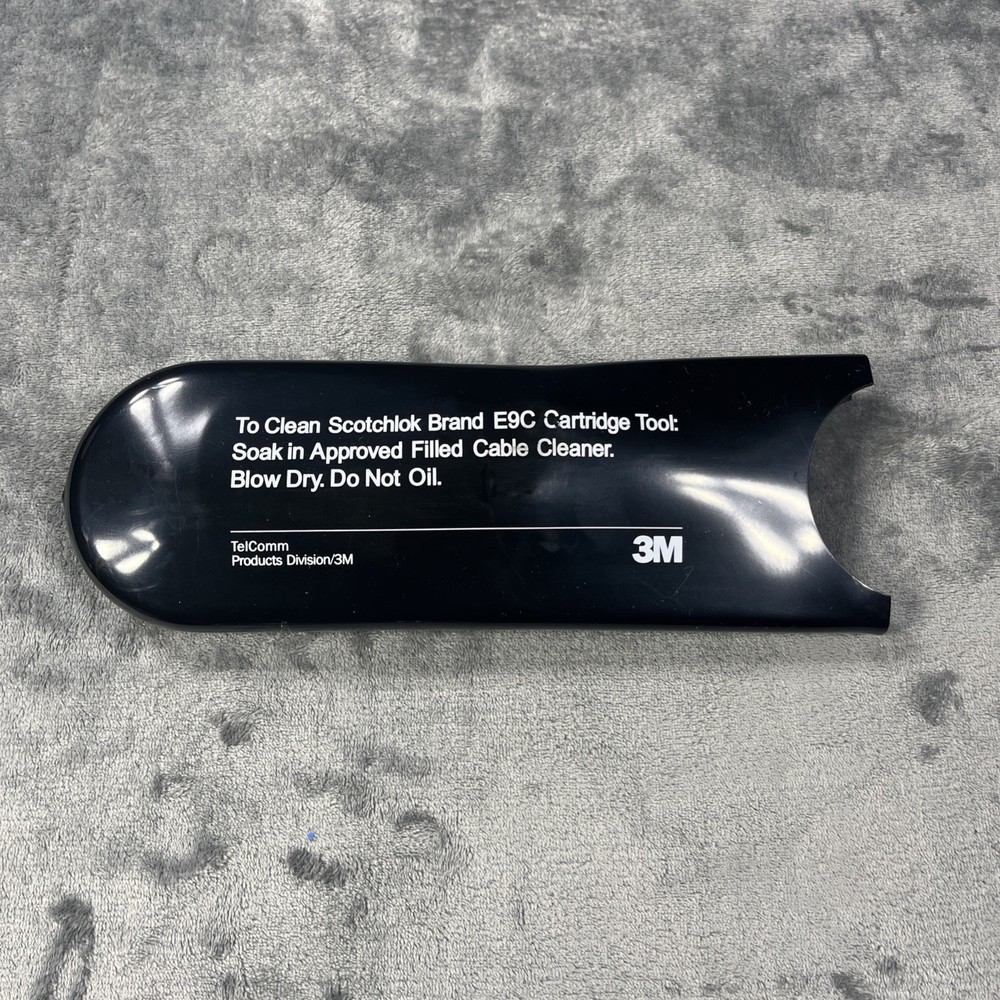 To Clean Scotchlok Brand E9C Cartridge Tool:
Soak in Approved Filled Cable Cleaner.
Blow Dry. Do Not Oil.
TelComm
Products Division/3M
3M